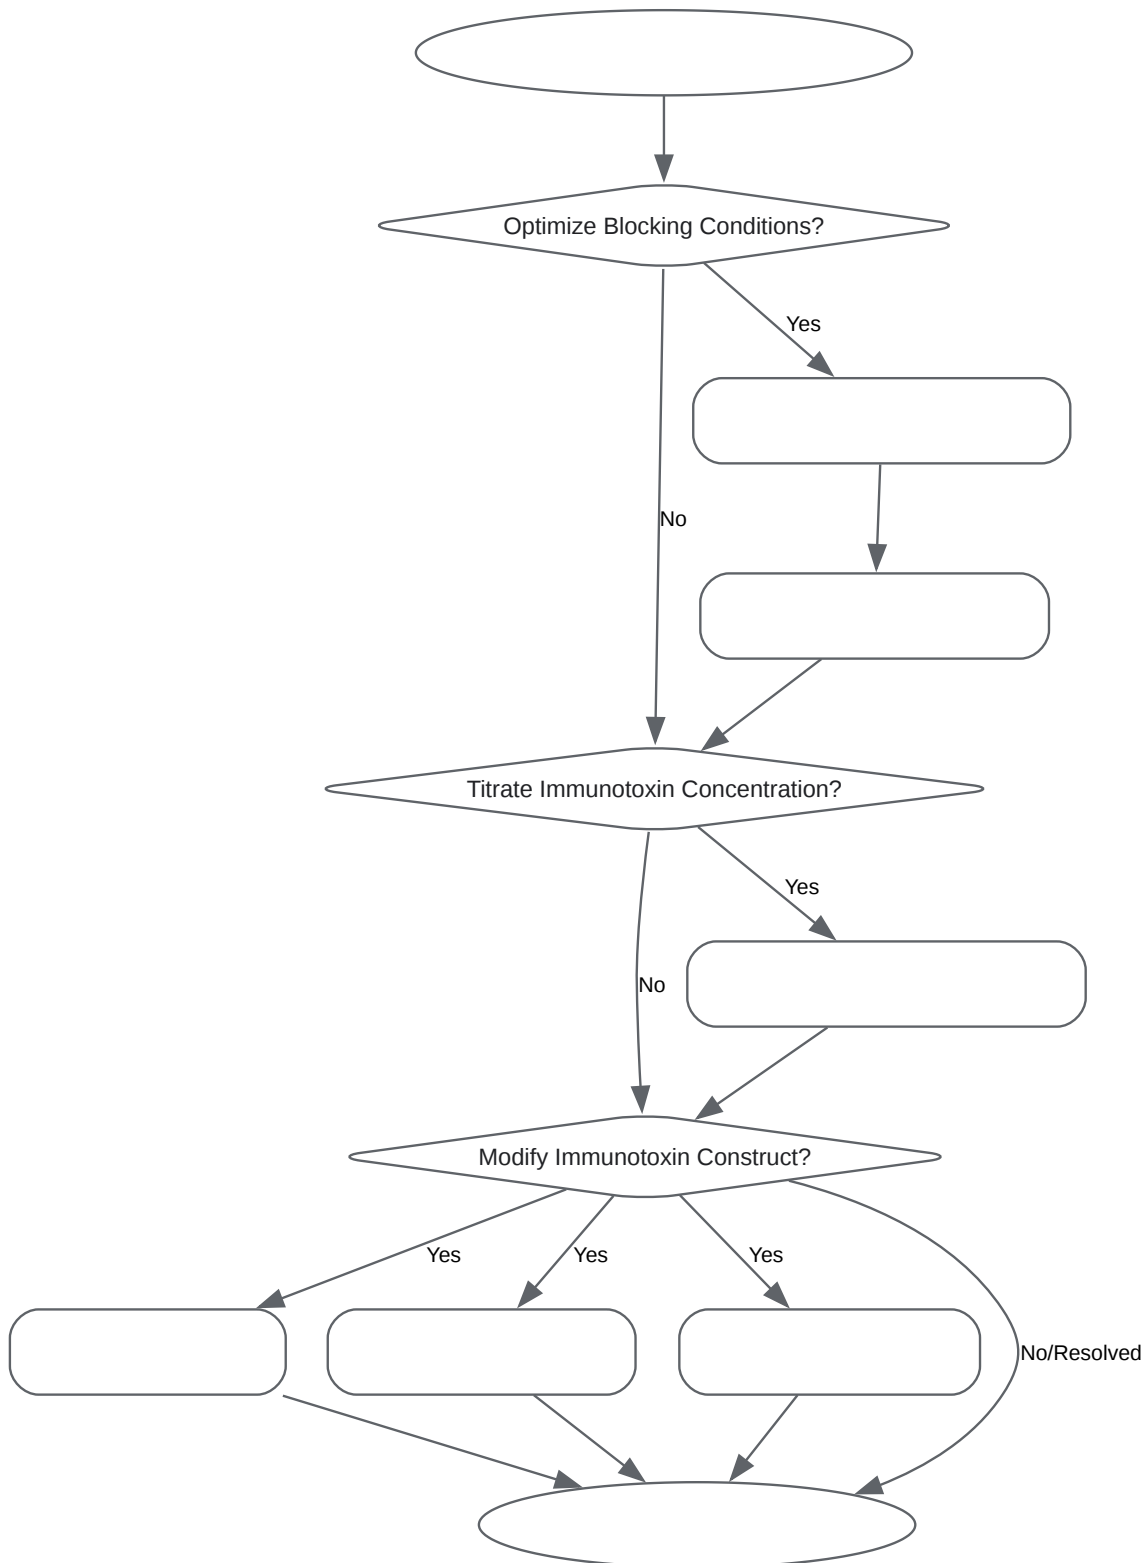 Optimize Blocking Conditions?
Yes
No
Titrate Immunotoxin Concentration?
Yes
No
Modify Immunotoxin Construct?
Yes
Yes
Yes
No/Resolved